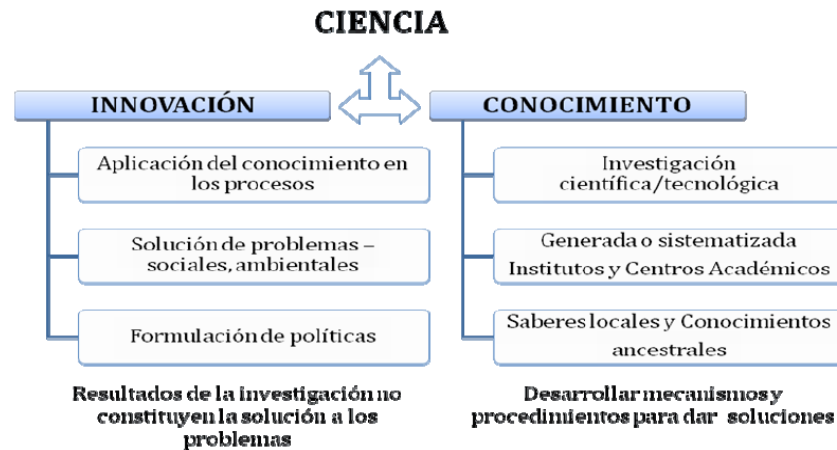 CIENCIA
INNOVACIÓN
Aplicación del conocimiento en
los procesos
Solución de problemas –
sociales, ambientales
Formulación de políticas
Resultados de la investigación no
constituyen la solución a los
problemas
CONOCIMIENTO
Investigación
científica/tecnológica
Generada o sistematizada
Institutos y Centros Académicos
Saberes locales y Conocimientos
ancestrales
Desarrollar mecanismos y
procedimientos para dar soluciones